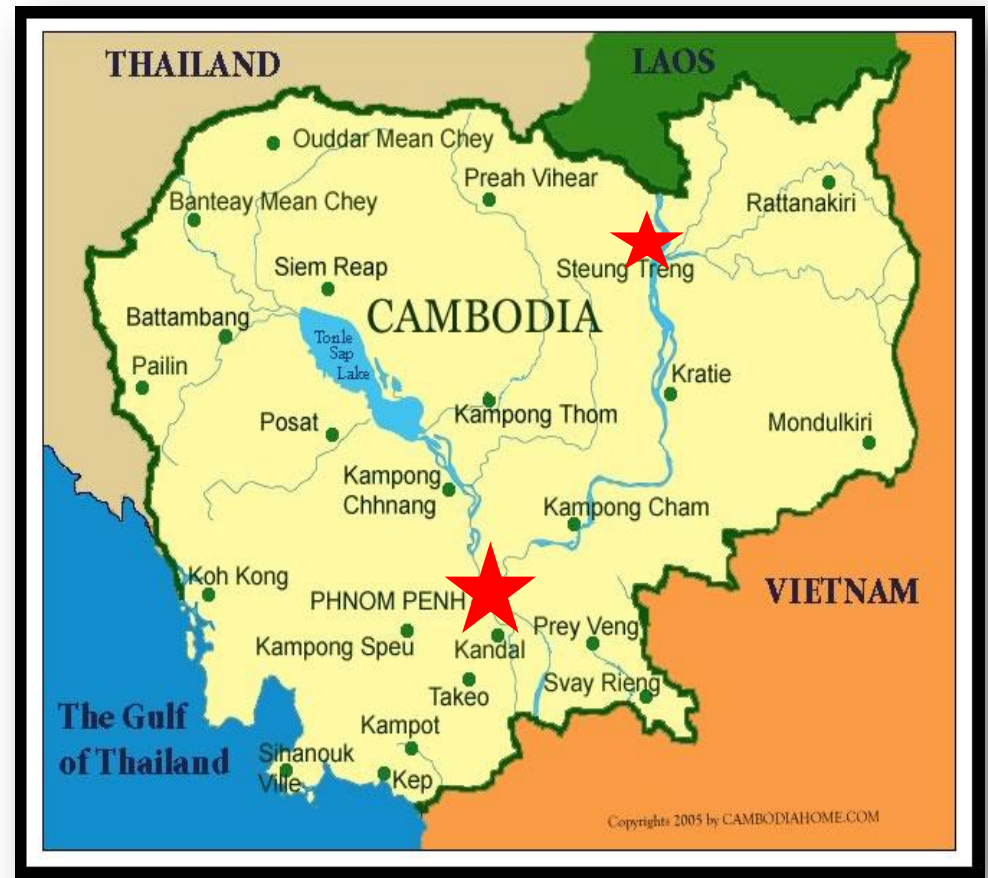 THAILAND
LAOS
Ouddar Mean Chey
Preah Vihear
Banteay Mean Chey
Rattanakiri
Siem Reap
Steung Treng
CAMBODIA
Battambang
Tonle
Sap
Lake
Pailin
Kratie
Posat
Kampong Thom
Mondulkiri
Kampong
Chhnang
Kampong Cham
Koh Kong
PHNOM PENH
VIETNAM
Prey Veng
Kampong Speu
Kandal
Takeo
Svay Rieng
The Gulf
of Thailand
Kampot
Sihanouk
Ville
Kep
Copyrights 2005 by CAMBODIAHOME.COM